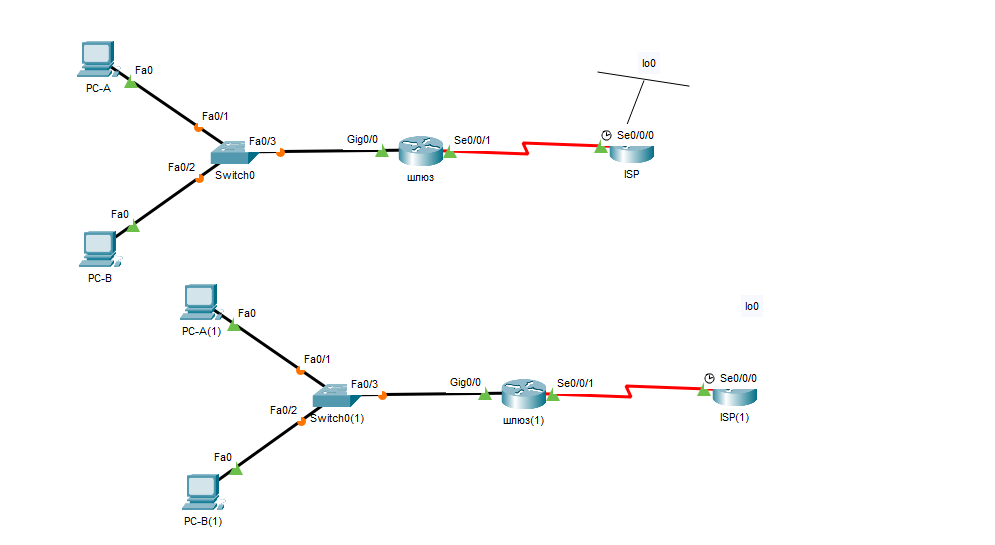 lo0
Fa0
PC-A
Fa0/1
Fa0/3
Gig0/0
Se0/0/1
Se0/0/0
Fa0/2
Switch0
шлюз
ISP
Fa0
PC-B
lo0
Fa0
PC-A(1)
Fa0/1
Fa0/3
Gig0/0
Se0/0/1
Se0/0/0
Fa0/2
Switch0(1)
шлюз(1)
ISP(1)
Fa0
PC-B(1)